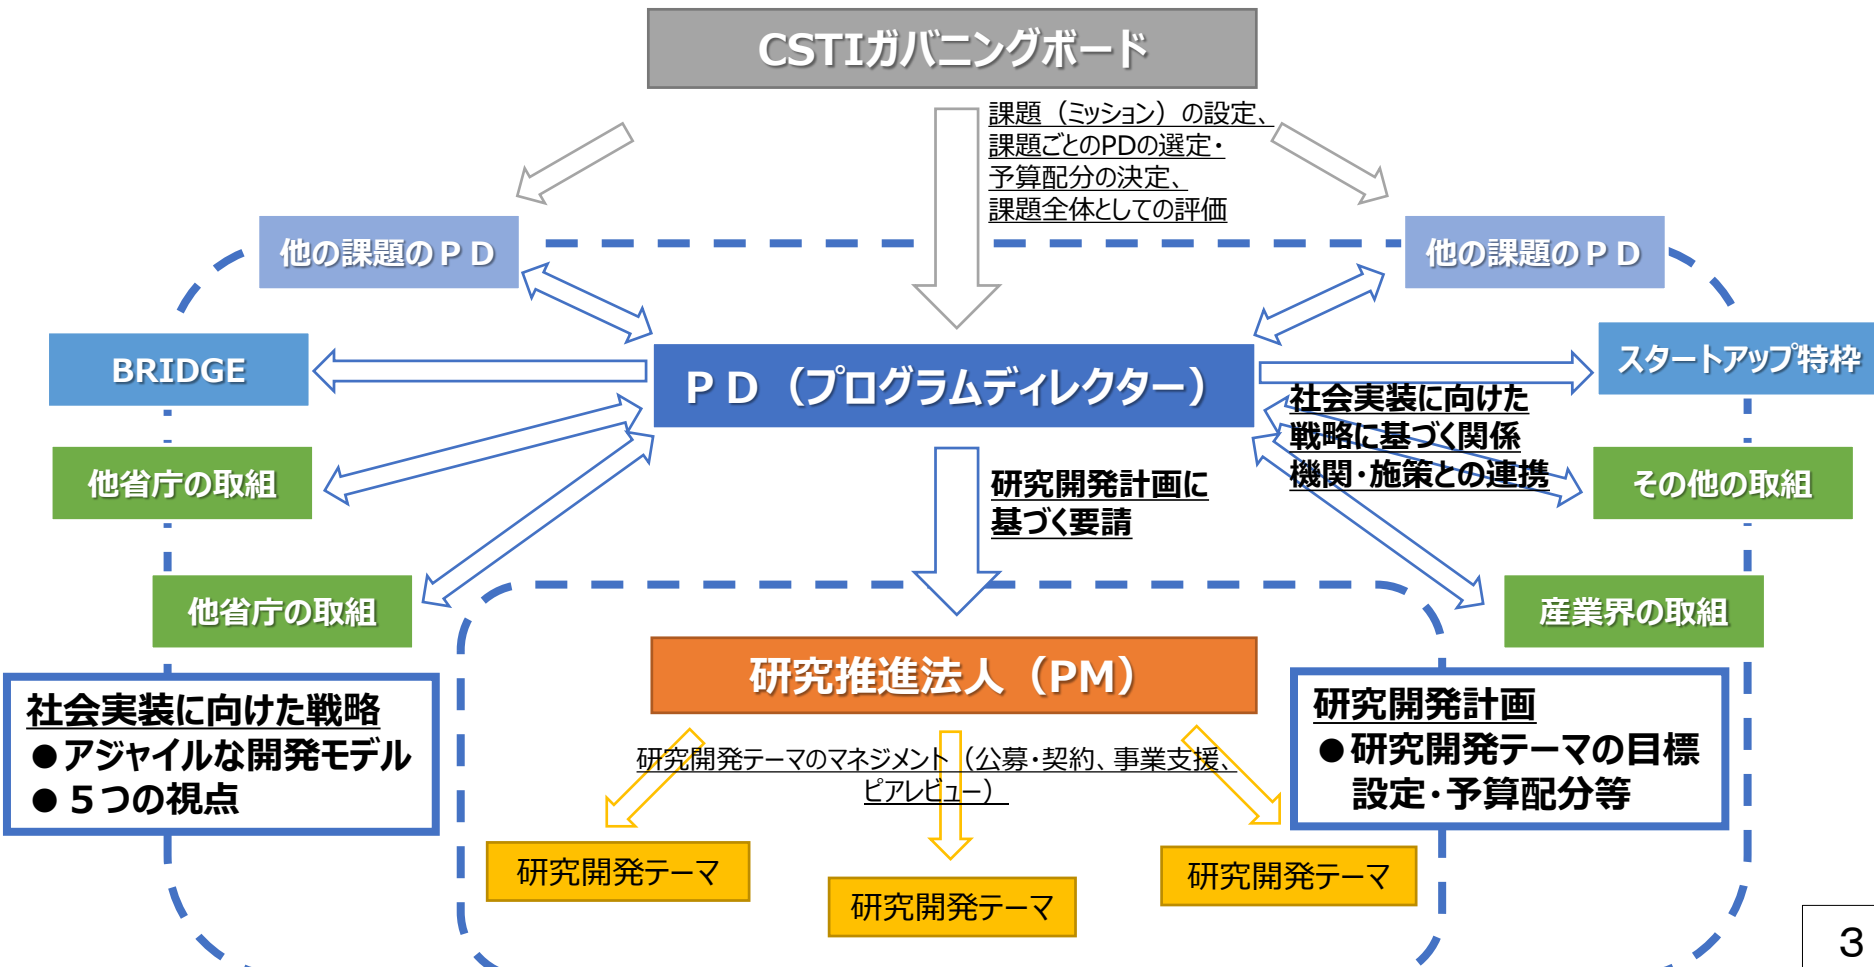 CSTIガバニングボード
課題（ミッション）の設定、
課題ごとのPDの選定・
予算配分の決定、
課題全体としての評価
他の課題のＰＤ
他の課題のＰＤ
BRIDGE
ＰＤ（プログラムディレクター）
スタートアップ特枠
社会実装に向けた
戦略に基づく関係
機関・施策との連携
他省庁の取組
その他の取組
研究開発計画に
基づく要請
他省庁の取組
産業界の取組
研究推進法人（PM）
社会実装に向けた戦略
●アジャイルな開発モデル
●５つの視点
研究開発計画
●研究開発テーマの目標
設定・予算配分等
研究開発テーマのマネジメント（公募・契約、事業支援、
ピアレビュー）
研究開発テーマ
研究開発テーマ
研究開発テーマ
3